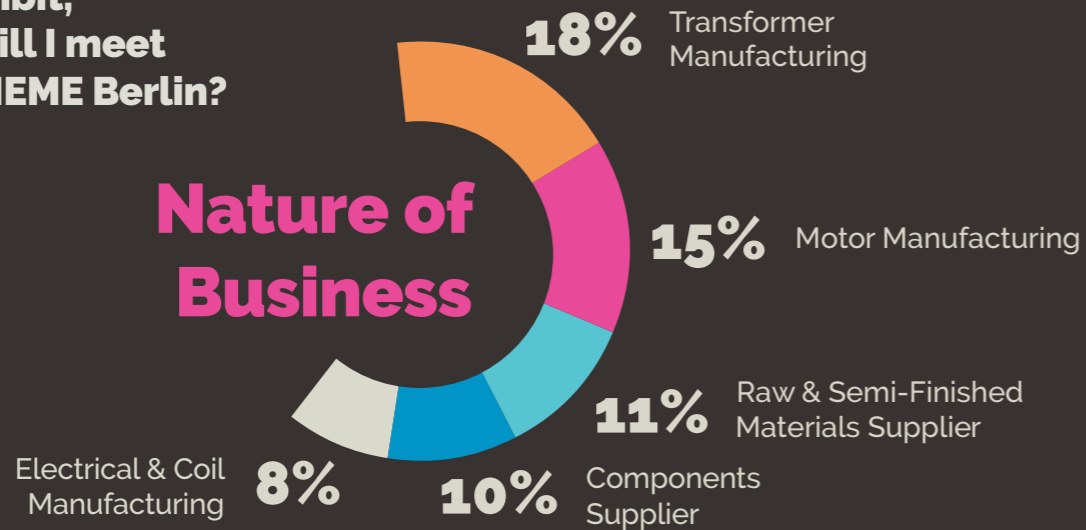 ill I meet
Berlin?
Nature of
Business
18%
Transformer
Manufacturing
15%
Motor Manufacturing
11%
Raw & Semi-Finished
Materials Supplier
10%
Components
Supplier
8%
Electrical & Coil
Manufacturing